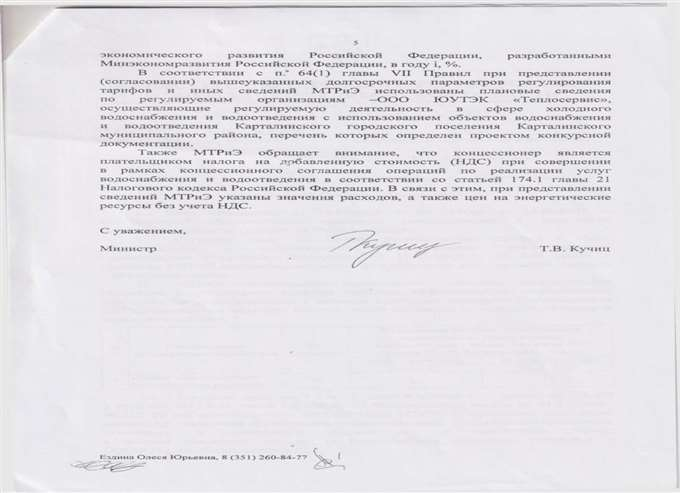 5
экономического развития Российской Федерации, разработанными
Минэкономразвития Российской Федерации, в году i, %.
В соответствии с п. 64(1) главы VII Правил при представлении
(согласовании) вышеуказанных долгосрочных параметров регулирования
тарифов и иных сведений МТРиЭ использованы плановые сведения
по регулируемым организациям –ООО ЮУТЭК «Теплосервис»,
осуществляющие регулируемую деятельность в сфере холодного
водоснабжения и водоотведения с использованием объектов водоснабжения
и водоотведения Карталинского городского поселения Карталинского
муниципального района, перечень которых определен проектом конкурсной
документации.
Также МТРиЭ обращает внимание, что концессионер является
плательщиком налога на добавленную стоимость (НДС) при совершении
в рамках концессионного соглашения операций по реализации услуг
водоснабжения и водоотведения в соответствии со статьей 174.1 главы 21
Налогового кодекса Российской Федерации. В связи с этим, при представлении
сведений МТРиЭ указаны значения расходов, а также цен на энергетические
ресурсы без учета НДС.
С уважением,
Министр Т.В. Кучиц
Ездина Олеся Юрьевна, 8 (351) 260-84-77